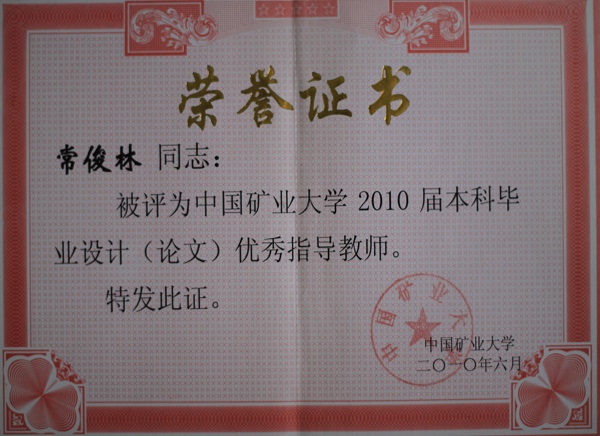 荣誉证书
常俊林 同志：
被评为中国矿业大学 2010 届本科毕
业设计（论文）优秀指导教师。
特发此证。
中国矿业大学
中国矿业大学
二〇一〇年六月